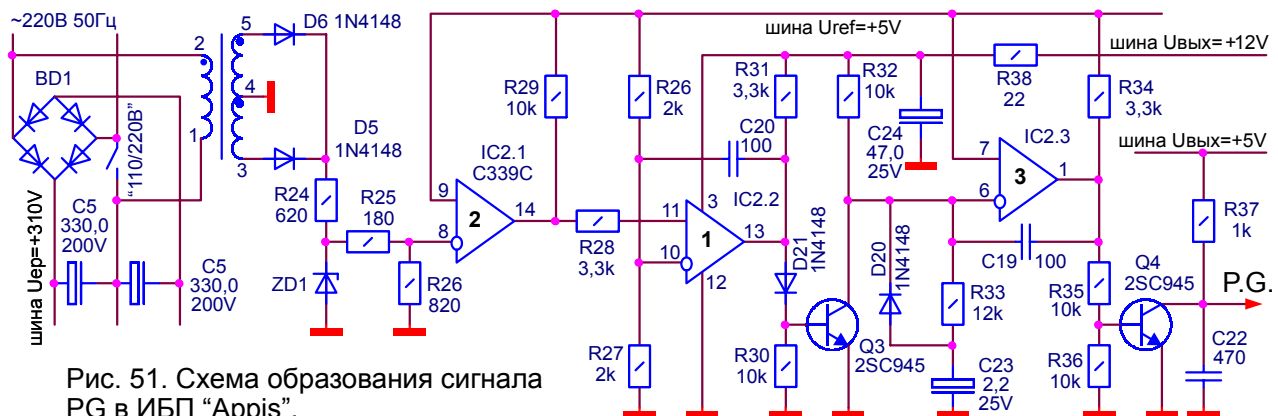 ~220В 50Гц
BD1
"110/220В"
шина Uep=+310V
C5
330,0
200V
C5
330,0
200V
2
1
5
4
3
D6 1N4148
D5
1N4148
R24
620
ZD1
R25
180
R26
820
IC2.1
C339C
9
8
2
14
R29
10k
R28
3,3k
R26
2k
R27
2k
C20
100
IC2.2
11
10
1
3
12
13
R31
3,3k
D21
1N4148
R30
10k
Q3
2SC945
шина Uref=+5V
R32
10k
C24
47,0
25V
D20
1N4148
R33
12k
C23
2,2
25V
R38
22
шина Uвых=+12V
IC2.3
7
6
3
1
C19
100
R34
3,3k
R35
10k
R36
10k
Q4
2SC945
шина Uвых=+5V
R37
1k
P.G.
C22
470
Рис. 51. Схема образования сигнала
PG в ИБП "Appis".